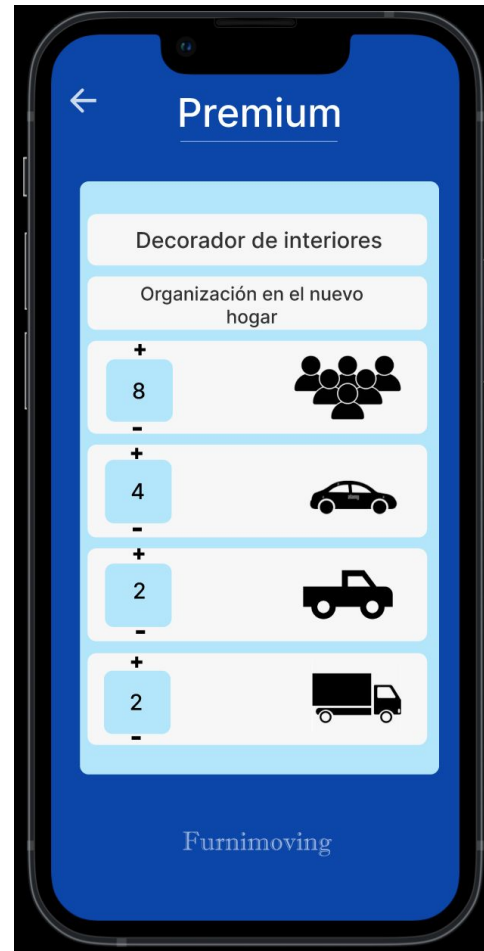 Premium
Decorador de interiores
Organización en el nuevo
hogar
+
8
-
+
4
-
+
2
-
+
2
-
Furnimoving